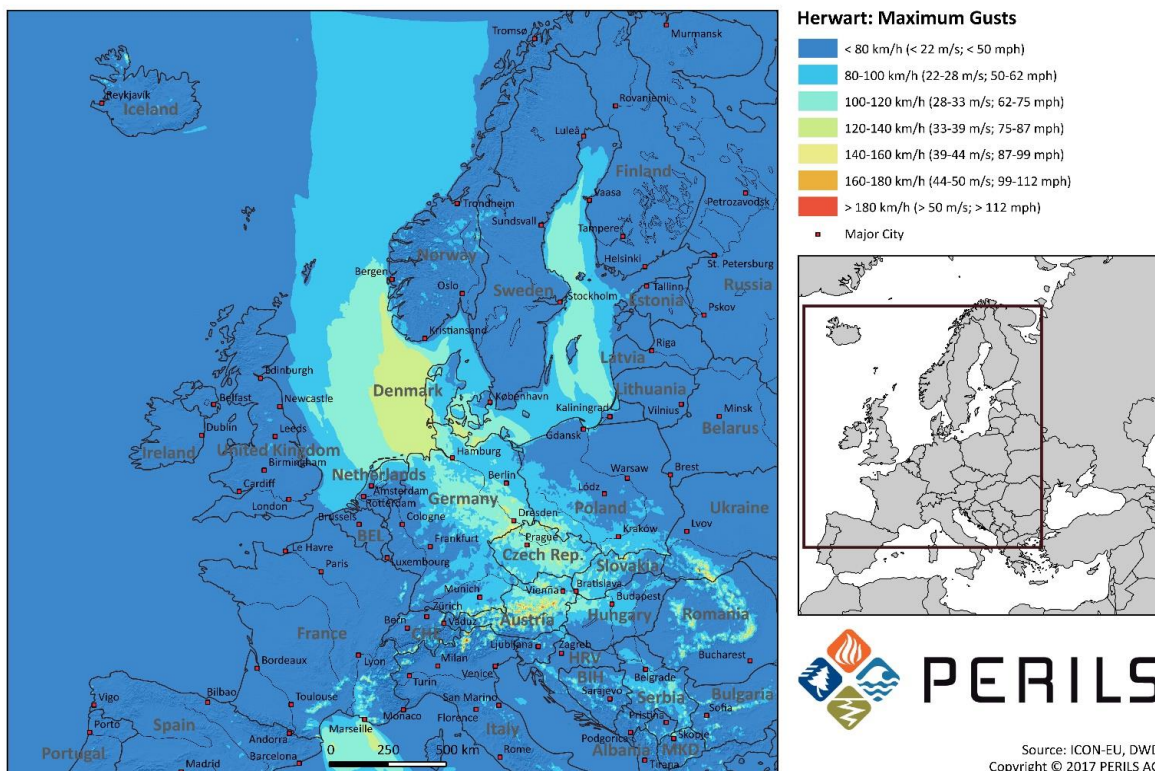 Herwart: Maximum Gusts
< 80 km/h (< 22 m/s; < 50 mph)
80-100 km/h (22-28 m/s; 50-62 mph)
100-120 km/h (28-33 m/s; 62-75 mph)
120-140 km/h (33-39 m/s; 75-87 mph)
140-160 km/h (39-44 m/s; 87-99 mph)
160-180 km/h (44-50 m/s; 99-112 mph)
> 180 km/h (> 50 m/s; > 112 mph)
Major City
Tromsø
Murmansk
Reykjavík
Iceland
Rovaniemi
Luleå
Finland
Vaasa
Petrozavodsk
Trondheim
Sundsvall
Tamperer
Norway
Helsinki
St. Petersburg
Bergen
Oslo
Sweden
Stockholm
Tallinn
Estonia
Russia
Pskov
Kristiansand
Riga
Latvia
Edinburgh
Denmark
Lithuania
Belfast
Newcastle
København
Kaliningrad
Vilnius
Minsk
Belarus
Dublin
Leeds
Gdansk
Ireland
United Kingdom
Hamburg
Birmingham
Netherlands
Berlin
Warsaw
Brest
Cardiff
Amsterdam
Germany
Lódz
Poland
London
Rotterdam
Ukraine
Brussels
Cologne
Dresden
BEL
Prague
Kraków
Lvov
Le Havre
Frankfurt
Czech Rep.
Paris
Luxembourg
Slovakia
Munich
Vienna
Bratislava
Zürich
Budapest
Bern
Vaduz
Austria
Hungary
Romania
France
CHE
Ljubljana
Zagreb
Lyon
Milan
Venice
HRV
Bucharest
Bordeaux
Turin
BIH
Belgrade
Vigo
Bilbao
Toulouse
San Marino
Sarajevo
Serbia
Bulgaria
Porto
Spain
Marseille
Monaco
Florence
Pristina
Sofia
Portugal
Andorra
Italy
Podgorica
Skopje
Barcelona
Rome
Albania
MKD
Madrid
Tirana
0 250 500 km
PERILS
Source: ICON-EU, DWD
Copyright © 2017 PERILS AG